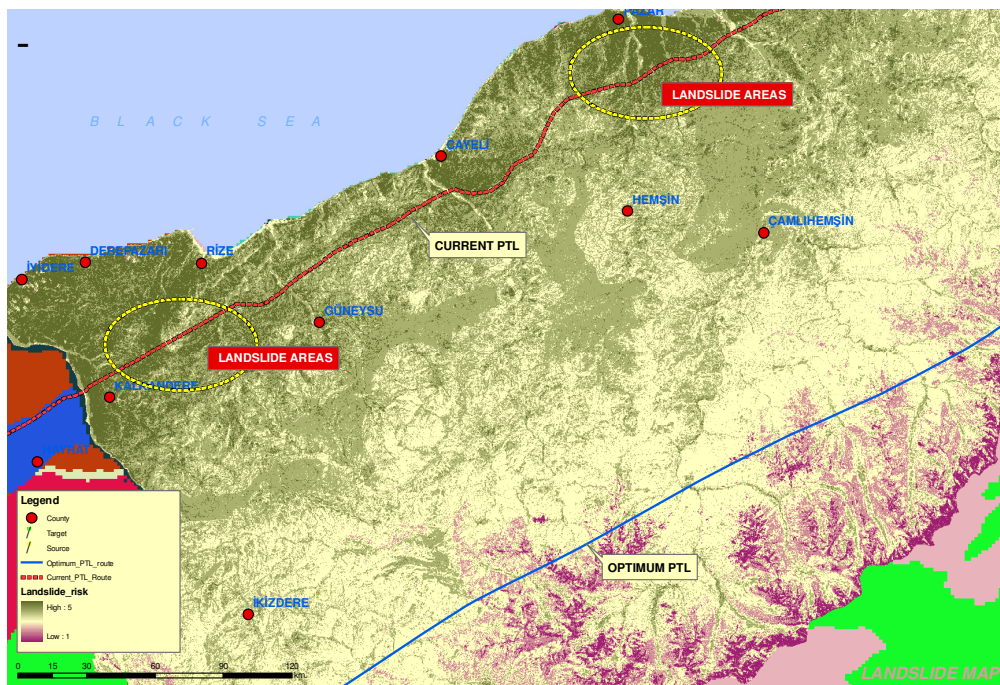 PAZAR
LANDSLIDE AREAS
BLACK SEA
ÇAYELİ
HEMŞİN
ÇAMLIHEMŞİN
CURRENT PTL
DEREPAZARI
RİZE
İYİDERE
GÜNEYSU
LANDSLIDE AREAS
KALKANDERE
OPTIMUM PTL
İKİZDERE
Legend
County
Target
Source
Optimum_PTL_route
Current_PTL_Route
Landslide_risk
High : 5
Low : 1
0 15 30 60 90 120
km.
LANDSLIDE MAP